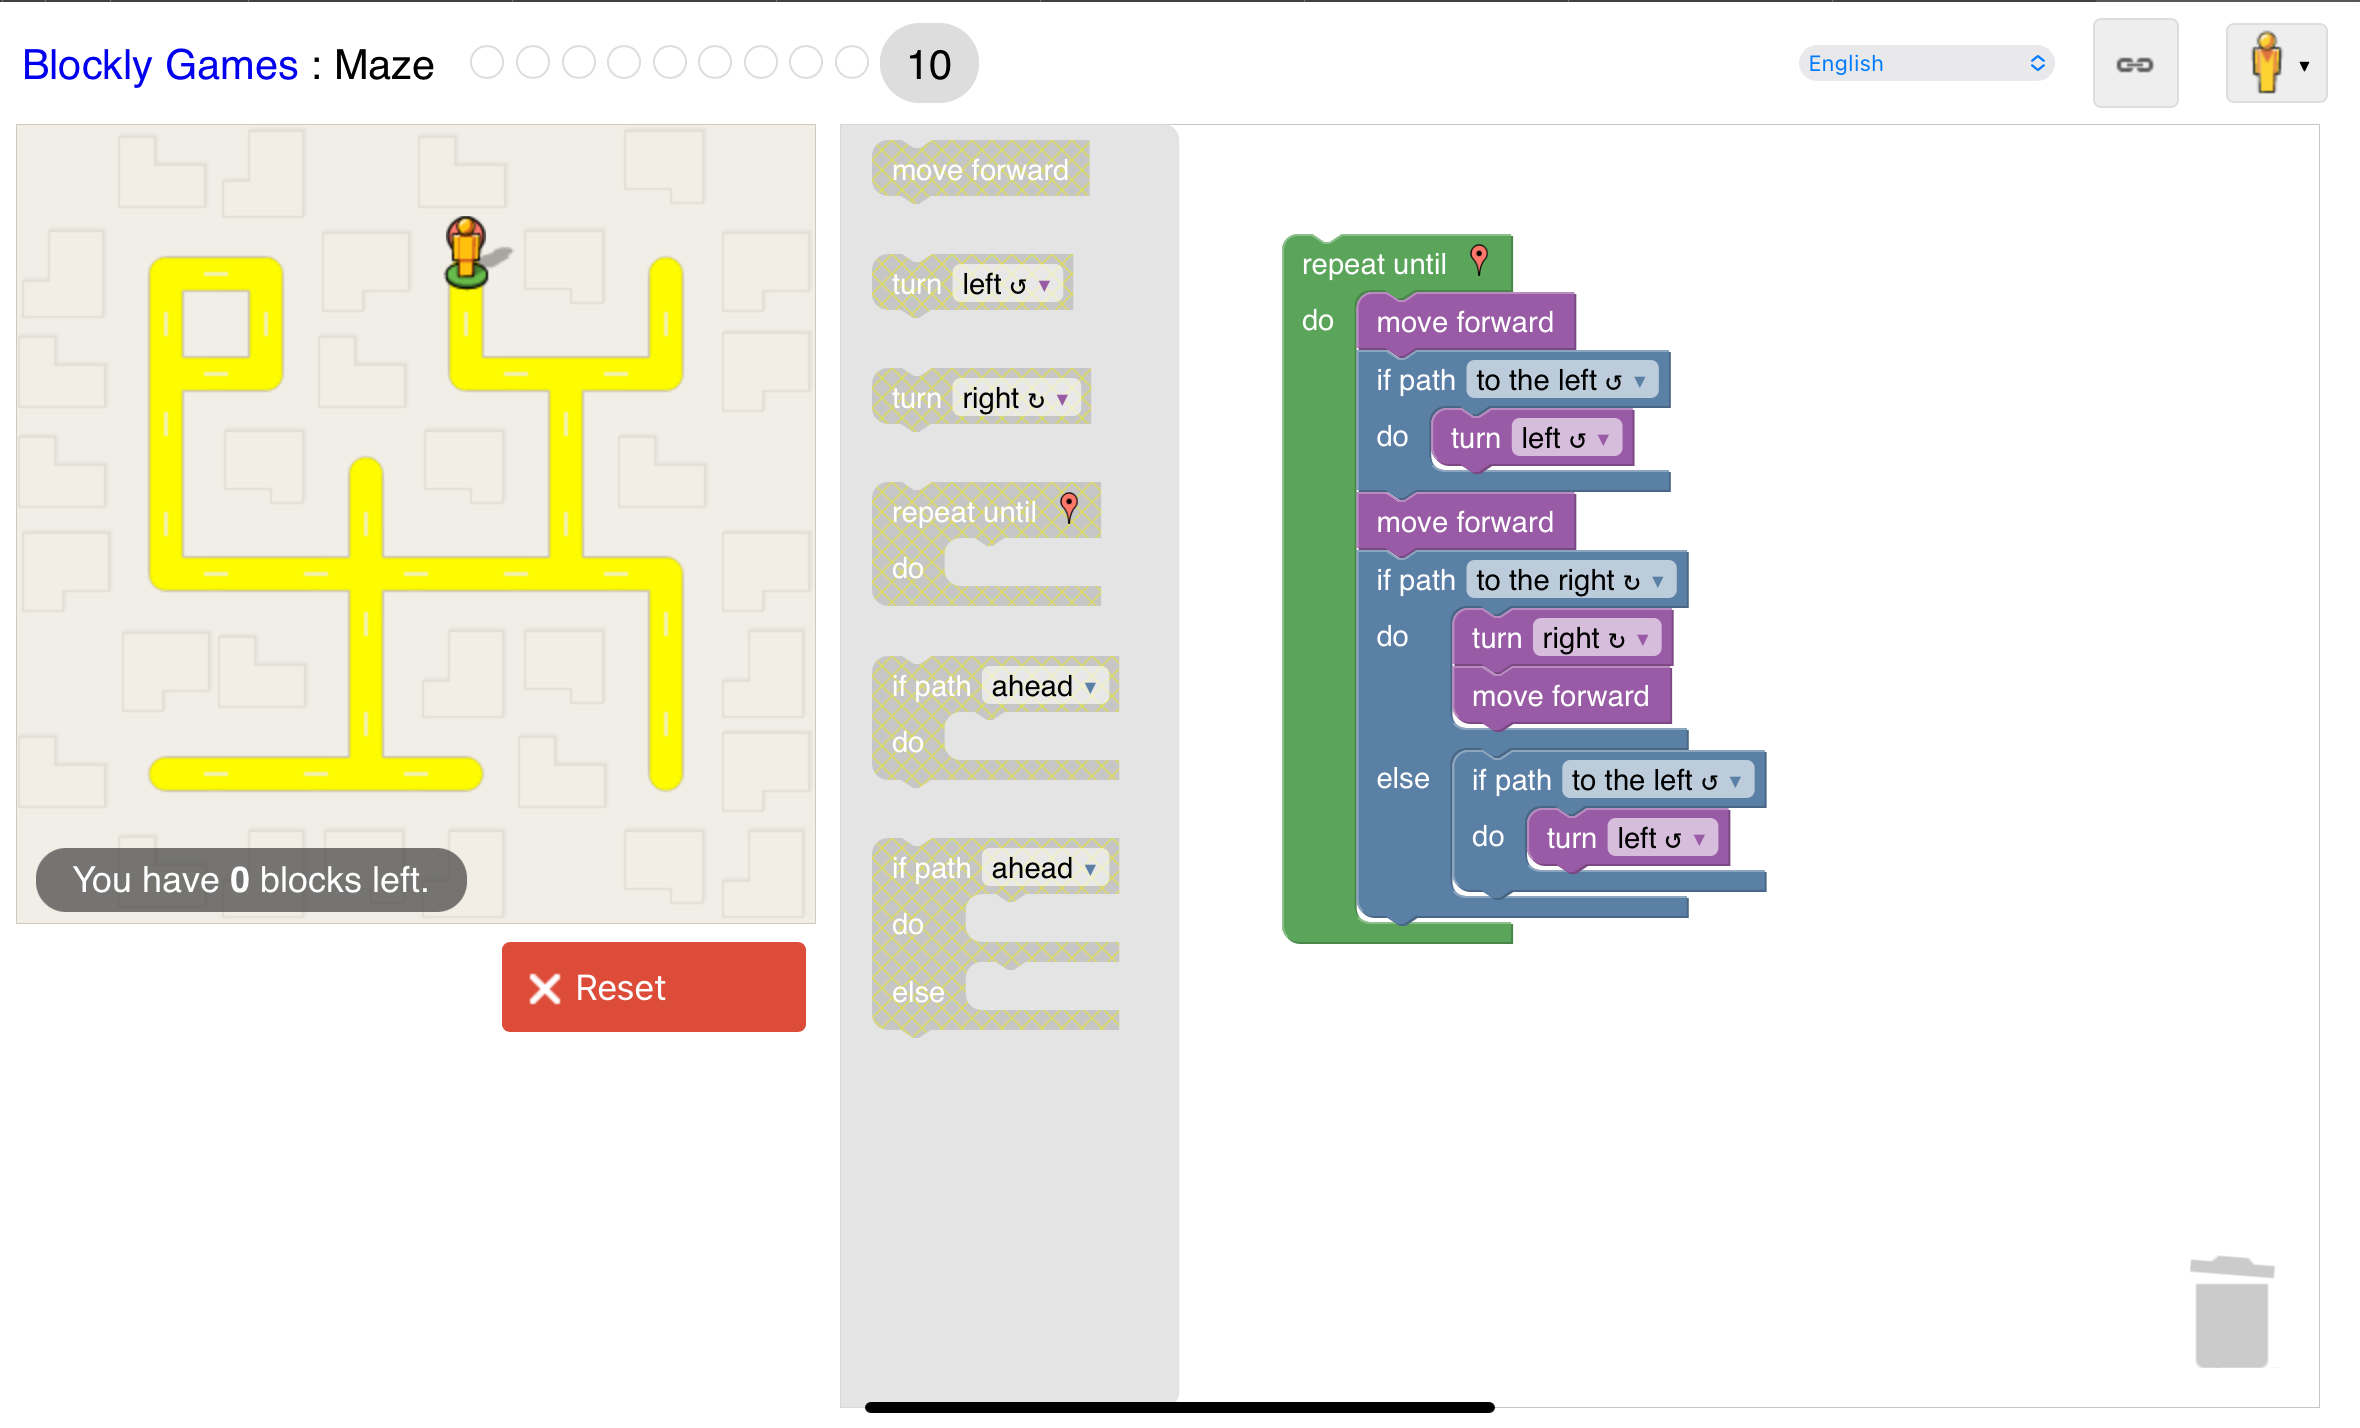 Blockly Games : Maze 10
English
move forward
turn left ↺ ▼
turn right ↻ ▼
repeat until
do
if path ahead ▼
do
if path ahead ▼
do
else
repeat until
do move forward
if path to the left ↺ ▼
do turn left ↺ ▼
move forward
if path to the right ↻ ▼
do turn right ↻ ▼
move forward
else if path to the left ↺ ▼
do turn left ↺ ▼
You have 0 blocks left.
Reset